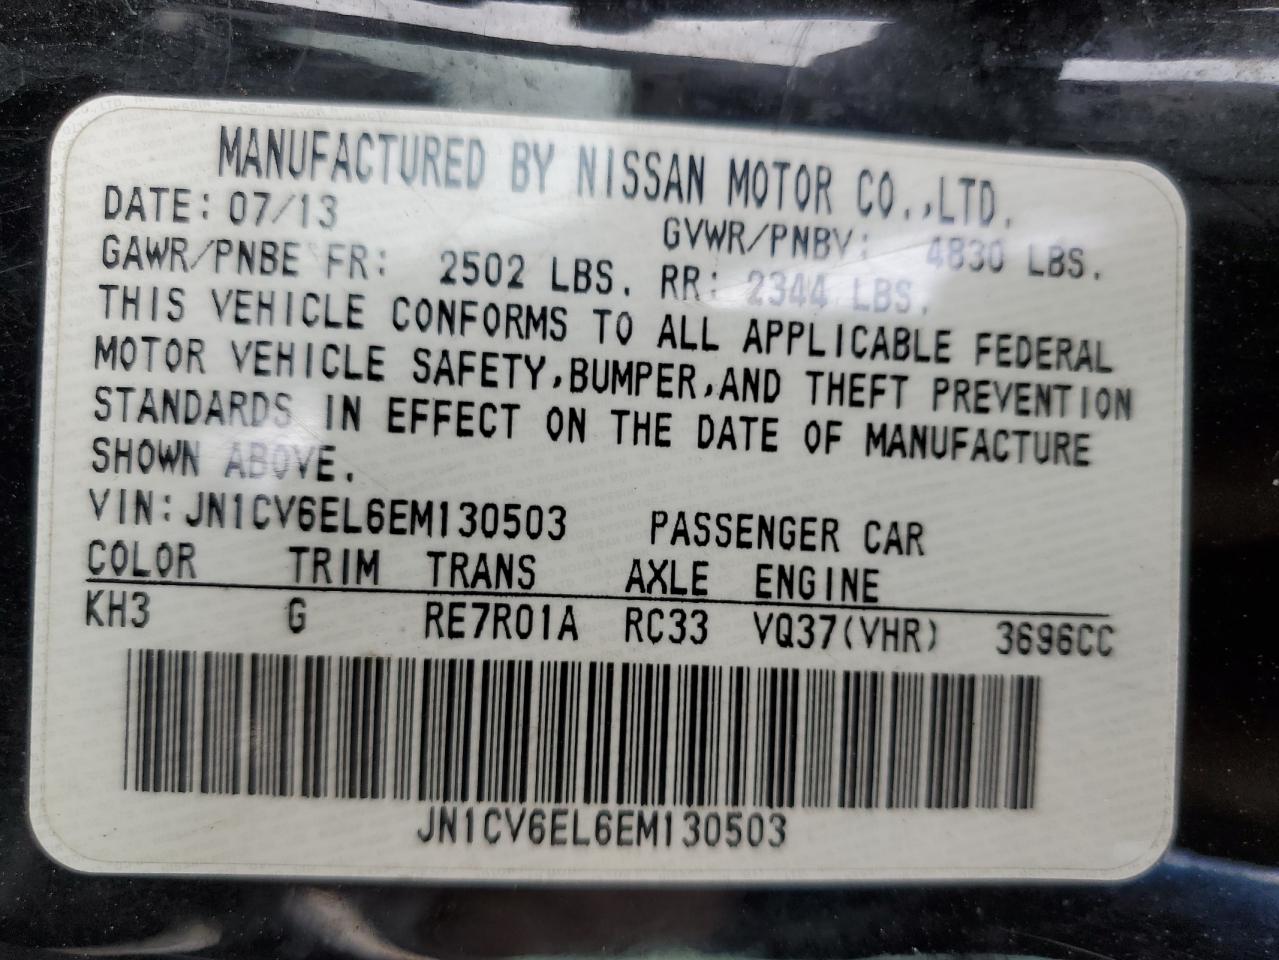 MANUFACTURED BY NISSAN MOTOR CO.,LTD.
DATE: 07/13 GVWR/PNBV: 4830 LBS.
GAWR/PNBE FR: 2502 LBS. RR: 2344 LBS.
THIS VEHICLE CONFORMS TO ALL APPLICABLE FEDERAL
MOTOR VEHICLE SAFETY,BUMPER,AND THEFT PREVENTION
STANDARDS IN EFFECT ON THE DATE OF MANUFACTURE
SHOWN ABOVE.
VIN:JN1CV6EL6EM130503 PASSENGER CAR
COLOR TRIM TRANS AXLE ENGINE
KH3 G RE7R01A RC33 VQ37(VHR) 3696CC
JN1CV6EL6EM130503